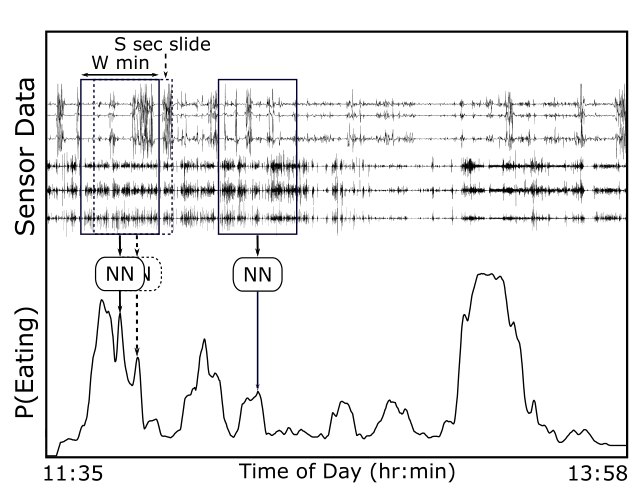 S sec slide
W min
Sensor Data
NN
N
NN
P(Eating)
11:35
Time of Day (hr:min)
13:58